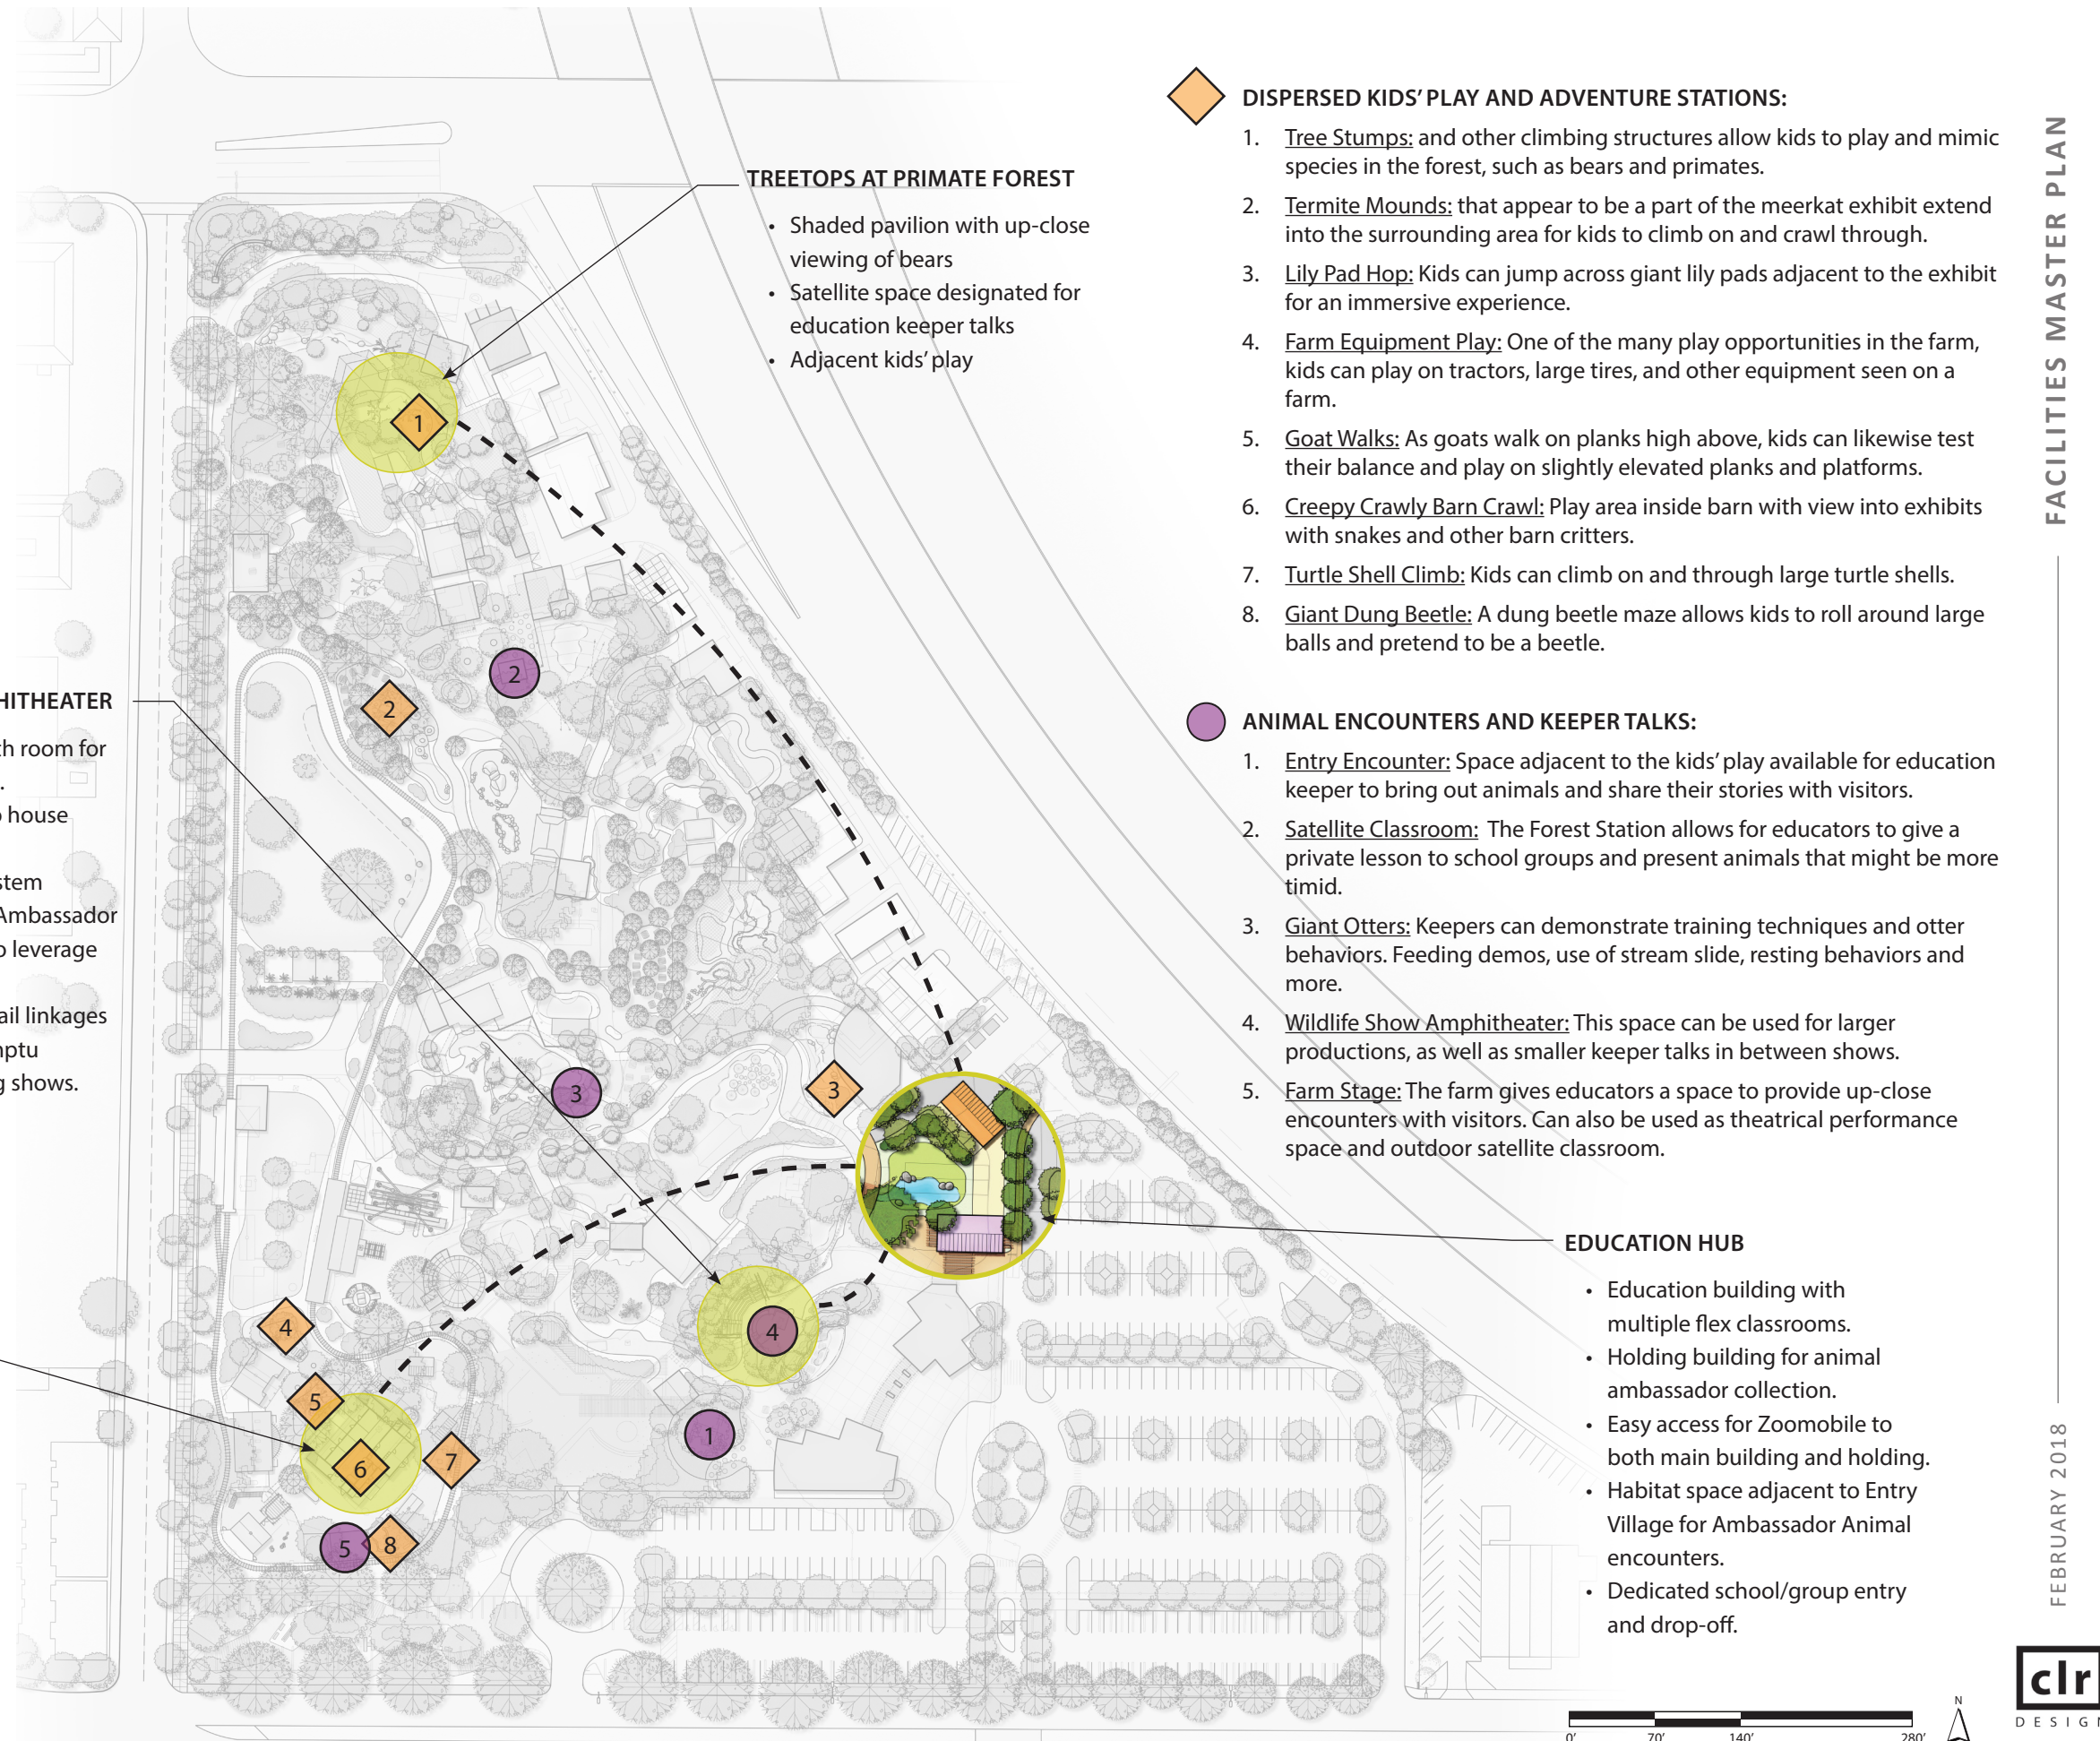 TREETOPS AT PRIMATE FOREST
• Shaded pavilion with up-close
viewing of bears
• Satellite space designated for
education keeper talks
• Adjacent kids' play
HITHEATER
th room for
.
o house
stem
Ambassador
o leverage
ail linkages
nptu
g shows.
1
2
2
3
3
4
4
5
6
7
1
5
8
DISPERSED KIDS' PLAY AND ADVENTURE STATIONS:
1. Tree Stumps: and other climbing structures allow kids to play and mimic
species in the forest, such as bears and primates.
2. Termite Mounds: that appear to be a part of the meerkat exhibit extend
into the surrounding area for kids to climb on and crawl through.
3. Lily Pad Hop: Kids can jump across giant lily pads adjacent to the exhibit
for an immersive experience.
4. Farm Equipment Play: One of the many play opportunities in the farm,
kids can play on tractors, large tires, and other equipment seen on a
farm.
5. Goat Walks: As goats walk on planks high above, kids can likewise test
their balance and play on slightly elevated planks and platforms.
6. Creepy Crawly Barn Crawl: Play area inside barn with view into exhibits
with snakes and other barn critters.
7. Turtle Shell Climb: Kids can climb on and through large turtle shells.
8. Giant Dung Beetle: A dung beetle maze allows kids to roll around large
balls and pretend to be a beetle.
ANIMAL ENCOUNTERS AND KEEPER TALKS:
1. Entry Encounter: Space adjacent to the kids' play available for education
keeper to bring out animals and share their stories with visitors.
2. Satellite Classroom: The Forest Station allows for educators to give a
private lesson to school groups and present animals that might be more
timid.
3. Giant Otters: Keepers can demonstrate training techniques and otter
behaviors. Feeding demos, use of stream slide, resting behaviors and
more.
4. Wildlife Show Amphitheater: This space can be used for larger
productions, as well as smaller keeper talks in between shows.
5. Farm Stage: The farm gives educators a space to provide up-close
encounters with visitors. Can also be used as theatrical performance
space and outdoor satellite classroom.
EDUCATION HUB
• Education building with
multiple flex classrooms.
• Holding building for animal
ambassador collection.
• Easy access for Zoomobile to
both main building and holding.
• Habitat space adjacent to Entry
Village for Ambassador Animal
encounters.
• Dedicated school/group entry
and drop-off.
FACILITIES MASTER PLAN
FEBRUARY 2018
clr
DESIGN
N
0' 70' 140' 280'